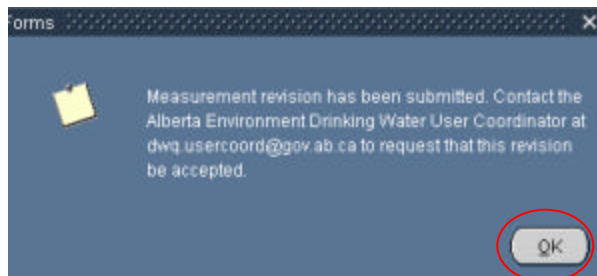 Forms
Measurement revision has been submitted. Contact the
Alberta Environment Drinking Water User Coordinator at
dwq.usercoord@gov.ab.ca to request that this revision
be accepted.
OK